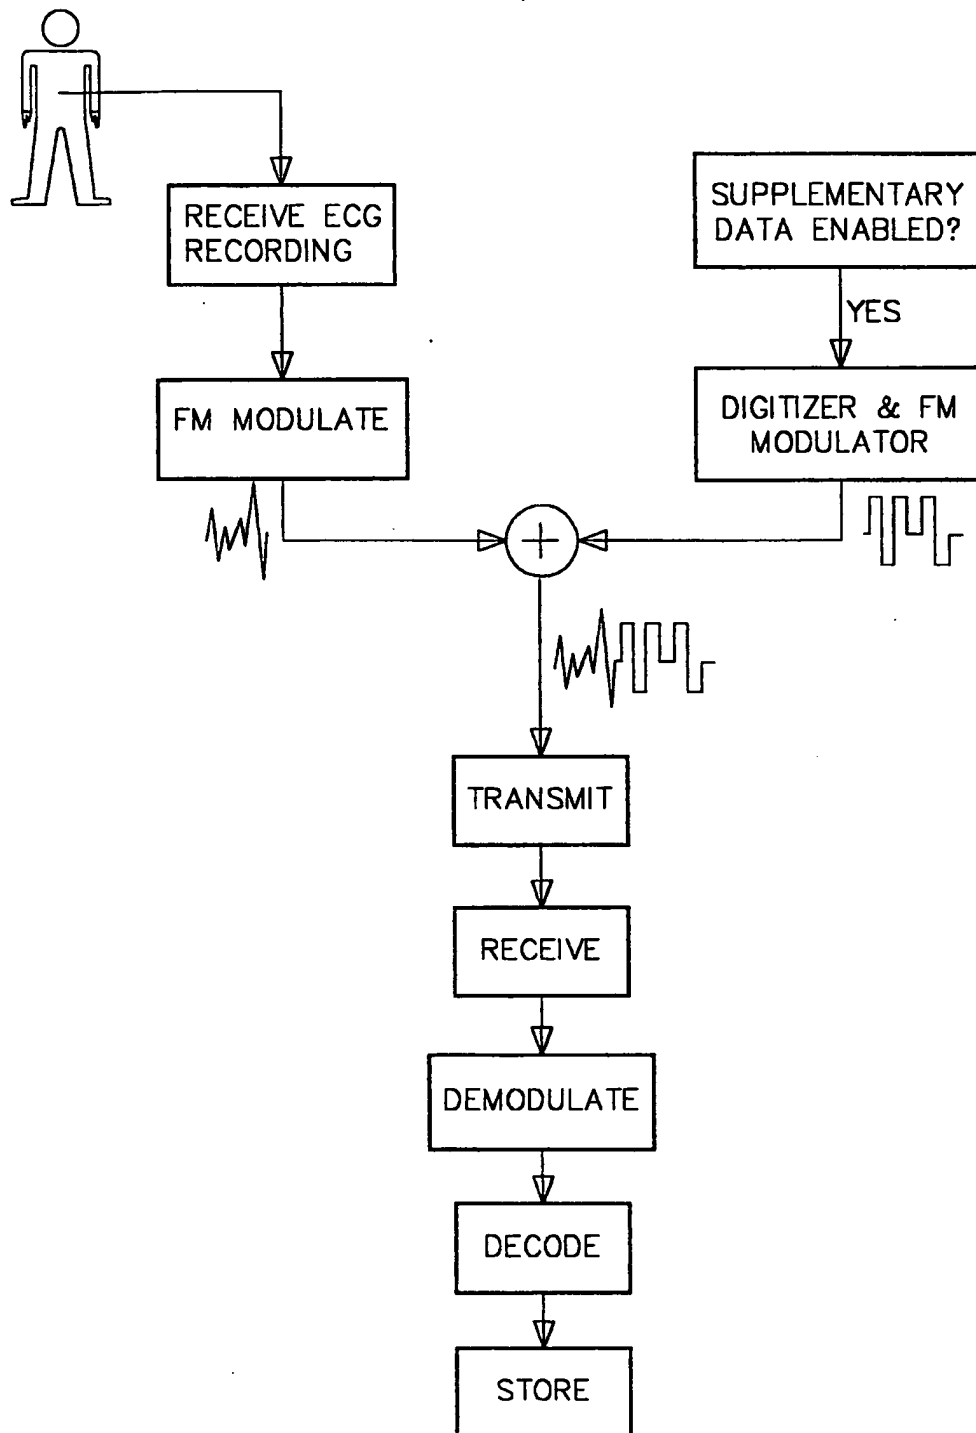 RECEIVE ECG
RECORDING
SUPPLEMENTARY
DATA ENABLED?
YES
FM MODULATE
DIGITIZER & FM
MODULATOR
TRANSMIT
RECEIVE
DEMODULATE
DECODE
STORE